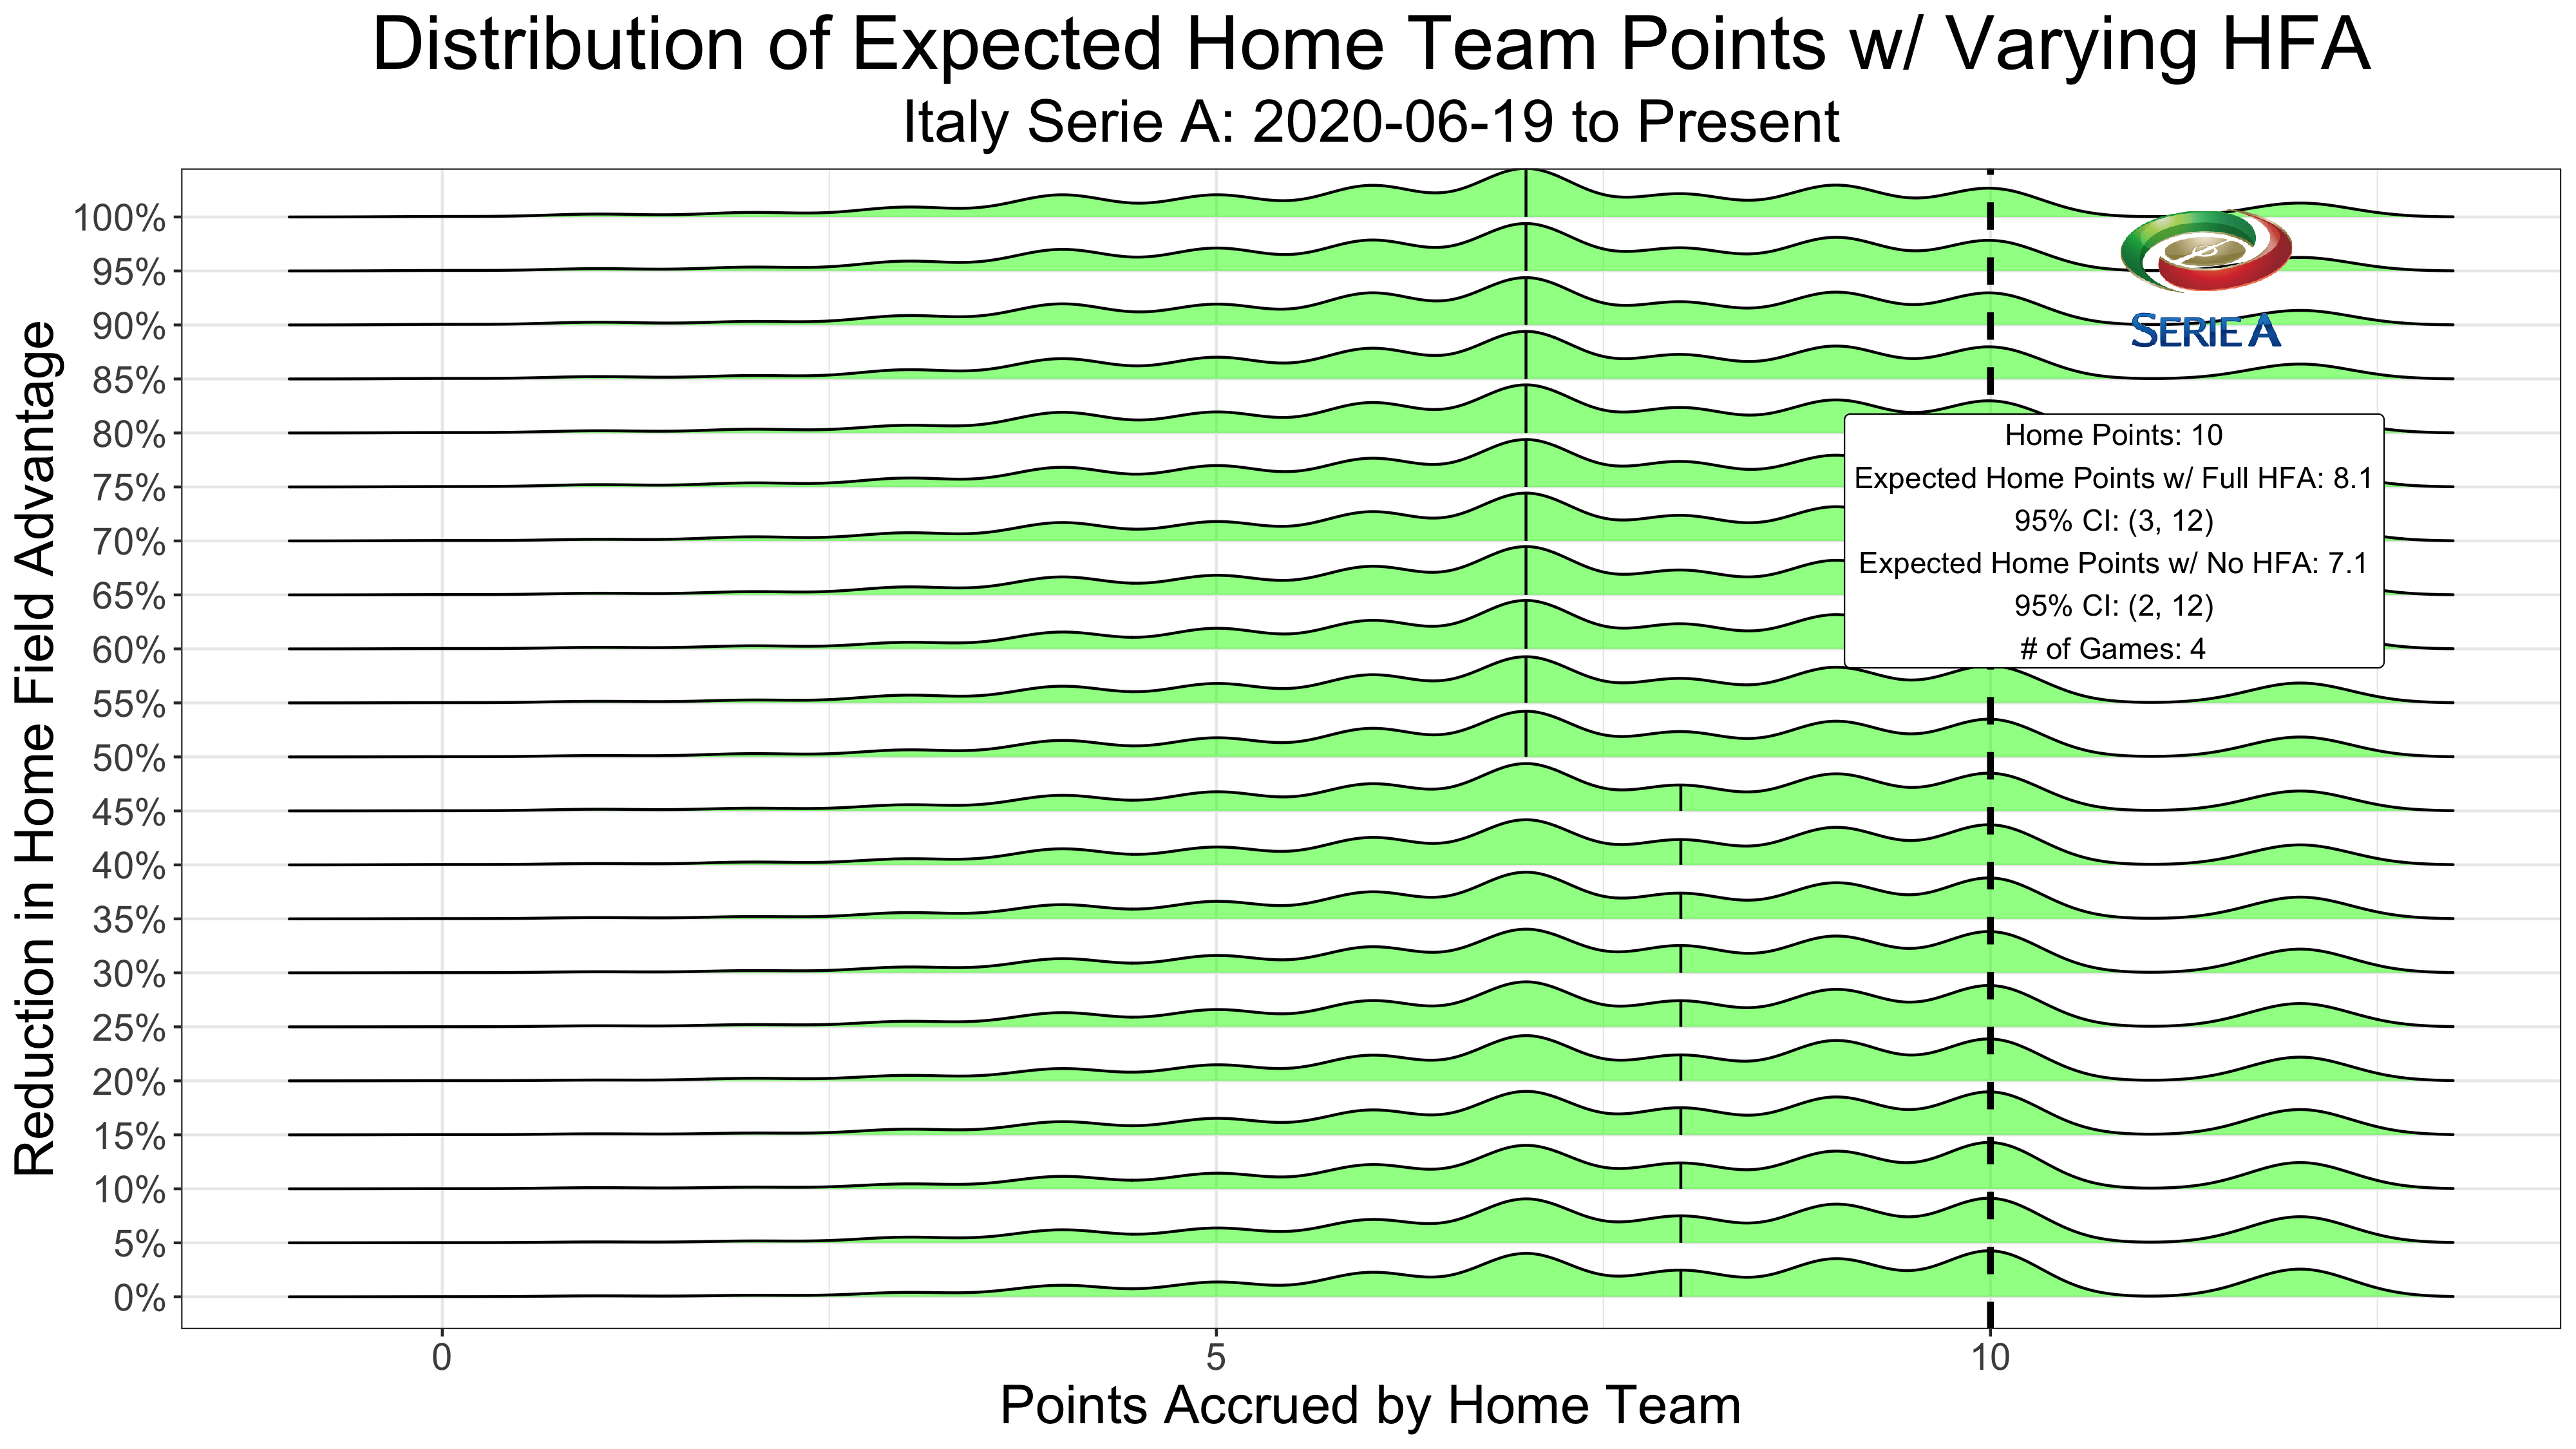 Distribution of Expected Home Team Points w/ Varying HFA
Italy Serie A: 2020-06-19 to Present
Reduction in Home Field Advantage
100%
95%
90%
85%
80%
75%
70%
65%
60%
55%
50%
45%
40%
35%
30%
25%
20%
15%
10%
5%
0%
SERIE A
Home Points: 10
Expected Home Points w/ Full HFA: 8.1
95% CI: (3, 12)
Expected Home Points w/ No HFA: 7.1
95% CI: (2, 12)
# of Games: 4
0
5
10
Points Accrued by Home Team